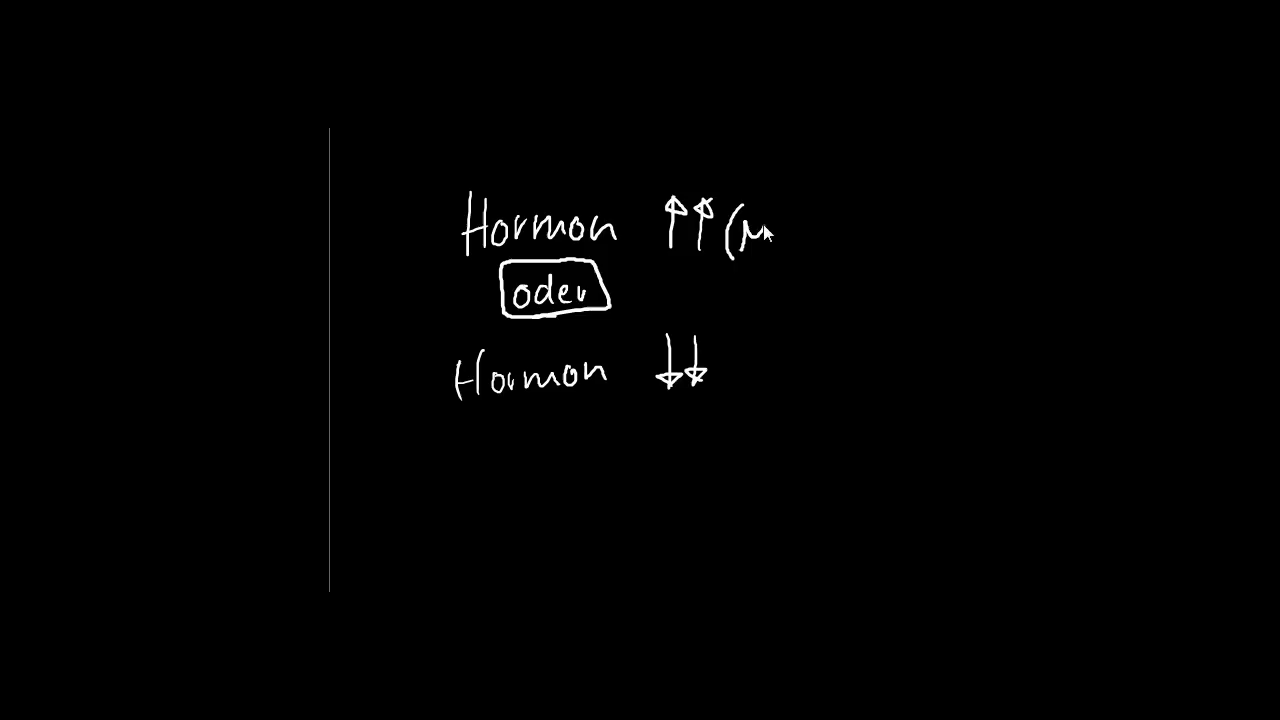 Hormon ↑↑ (
oder
Hormon ↓↓